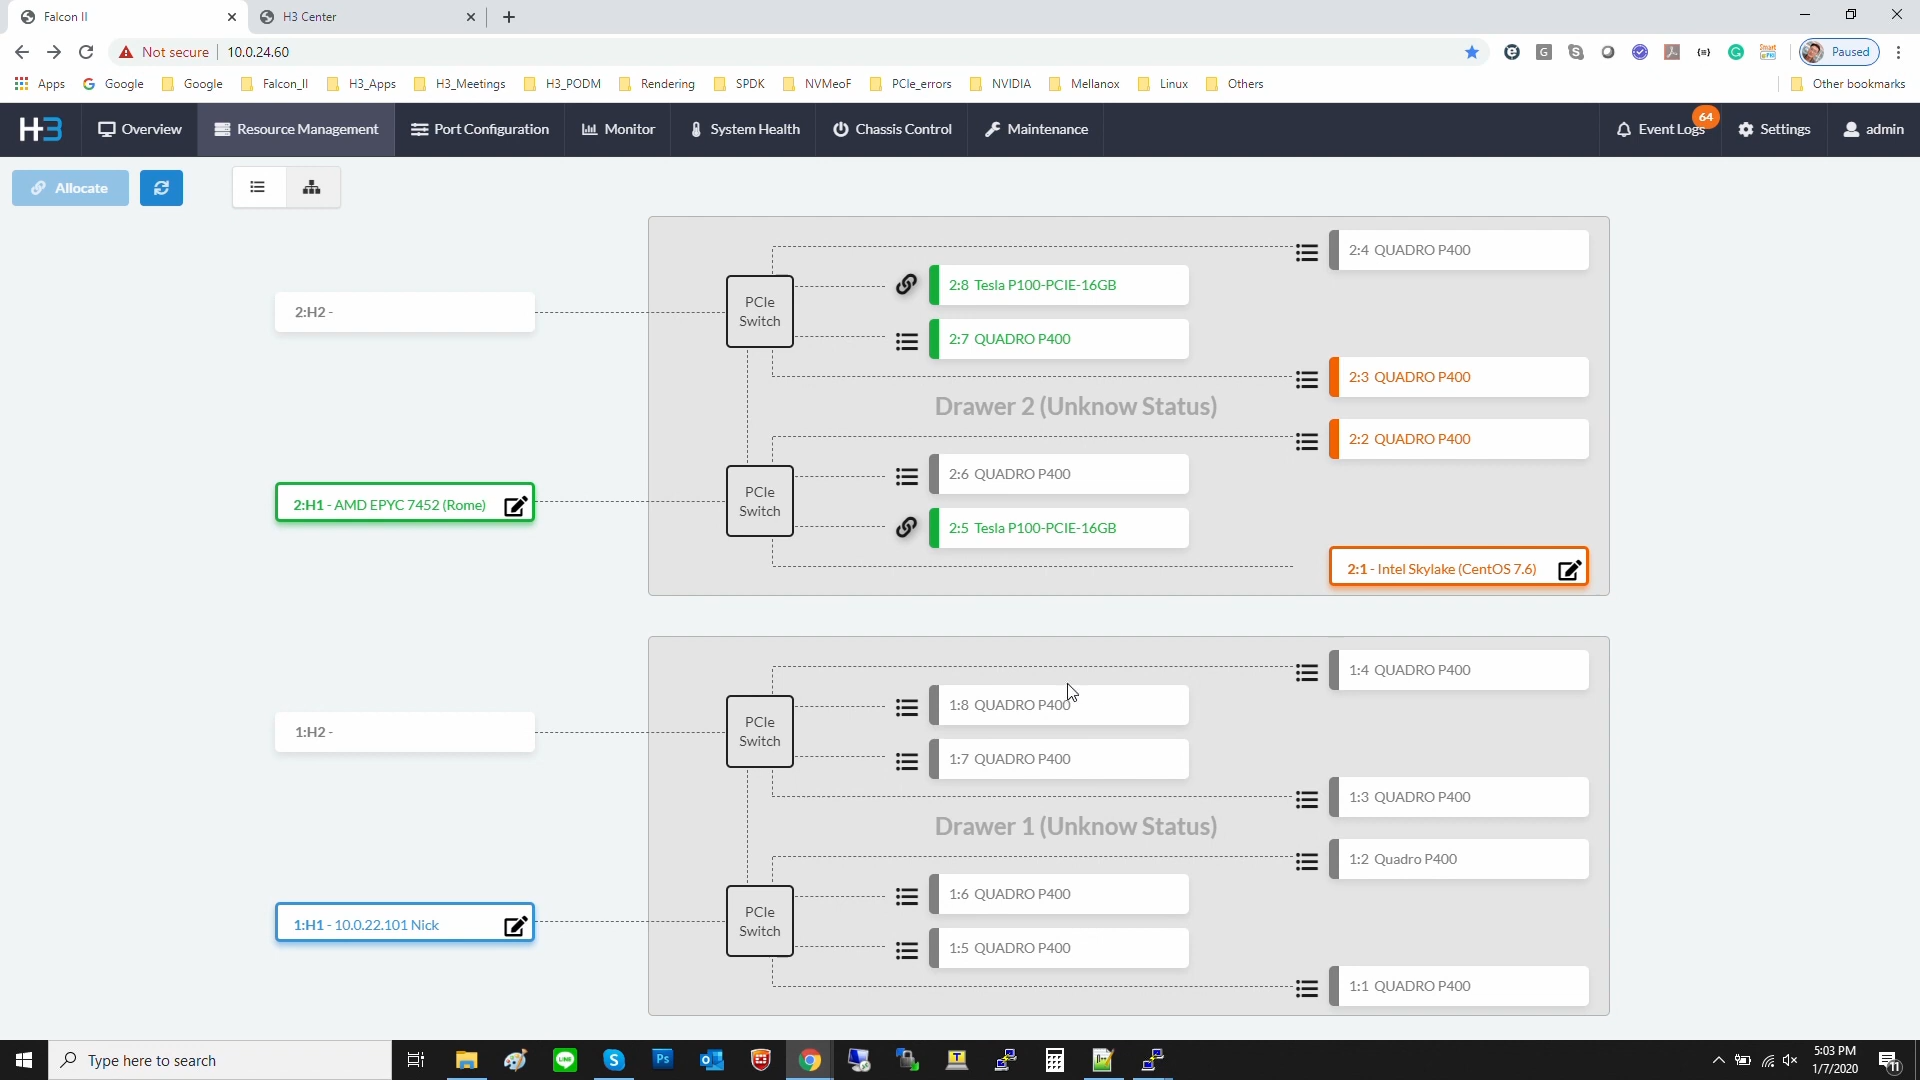 Falcon II
H3 Center
Not secure
10.0.24.60
Paused
Apps
Google
Google
Falcon_II
H3_Apps
H3_Meetings
H3_PODM
Rendering
SPDK
NVMeoF
PCIe_errors
NVIDIA
Mellanox
Linux
Others
Other bookmarks
H3
Overview
Resource Management
Port Configuration
Monitor
System Health
Chassis Control
Maintenance
Event Logs
64
Settings
admin
Allocate
2:4 QUADRO P400
2:8 Tesla P100-PCIE-16GB
PCIe
Switch
2:H2 -
2:7 QUADRO P400
2:3 QUADRO P400
Drawer 2 (Unknow Status)
2:2 QUADRO P400
2:6 QUADRO P400
PCIe
Switch
2:H1 - AMD EPYC 7452 (Rome)
2:5 Tesla P100-PCIE-16GB
2:1 - Intel Skylake (CentOS 7.6)
1:4 QUADRO P400
1:8 QUADRO P400
PCIe
Switch
1:H2 -
1:7 QUADRO P400
1:3 QUADRO P400
Drawer 1 (Unknow Status)
1:2 Quadro P400
1:6 QUADRO P400
PCIe
Switch
1:H1 - 10.0.22.101 Nick
1:5 QUADRO P400
1:1 QUADRO P400
Type here to search
5:03 PM
1/7/2020
11